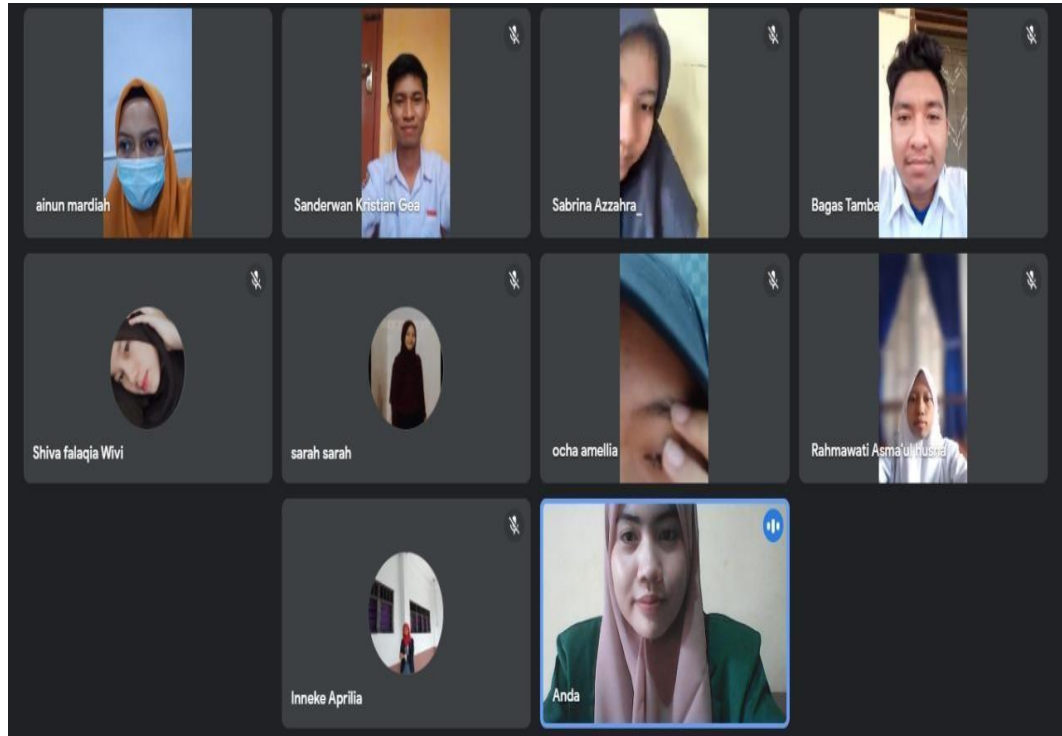 ainun mardiah
Sanderwan Kristian Gea
Sabrina Azzahra_
Bagas Tamba
Shiva falaqia Wivi
sarah sarah
ocha amellia
Rahmawati Asma'ul husna
Inneke Aprilia
Anda